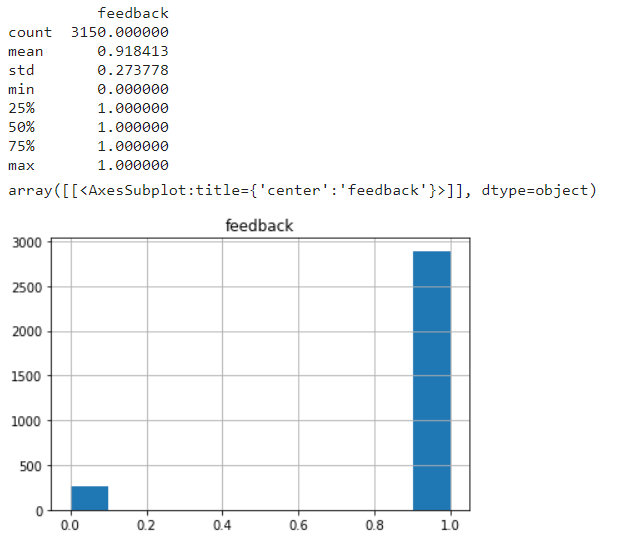 feedback
count 3150.000000
mean 0.918413
std 0.273778
min 0.000000
25% 1.000000
50% 1.000000
75% 1.000000
max 1.000000
array([[<AxesSubplot:title={'center':'feedback'}>]], dtype=object)
feedback
3000
2500
2000
1500
1000
500
0
0.0 0.2 0.4 0.6 0.8 1.0